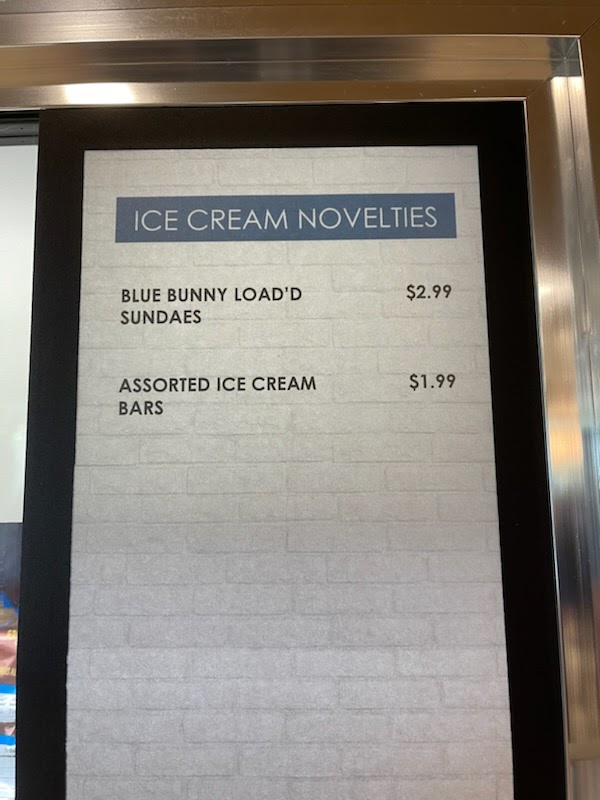 ICE CREAM NOVELTIES
BLUE BUNNY LOAD'D $2.99
SUNDAES
ASSORTED ICE CREAM $1.99
BARS